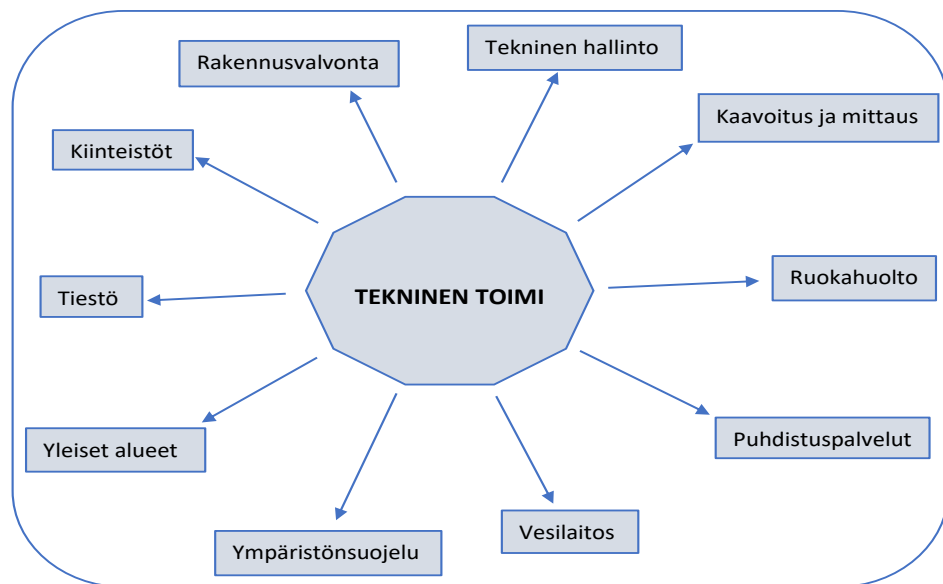 Tekninen hallinto
Rakennusvalvonta
Kaavoitus ja mittaus
Kiinteistöt
Ruokahuolto
Tiestö
TEKNINEN TOIMI
Puhdistuspalvelut
Yleiset alueet
Vesilaitos
Ympäristönsuojelu